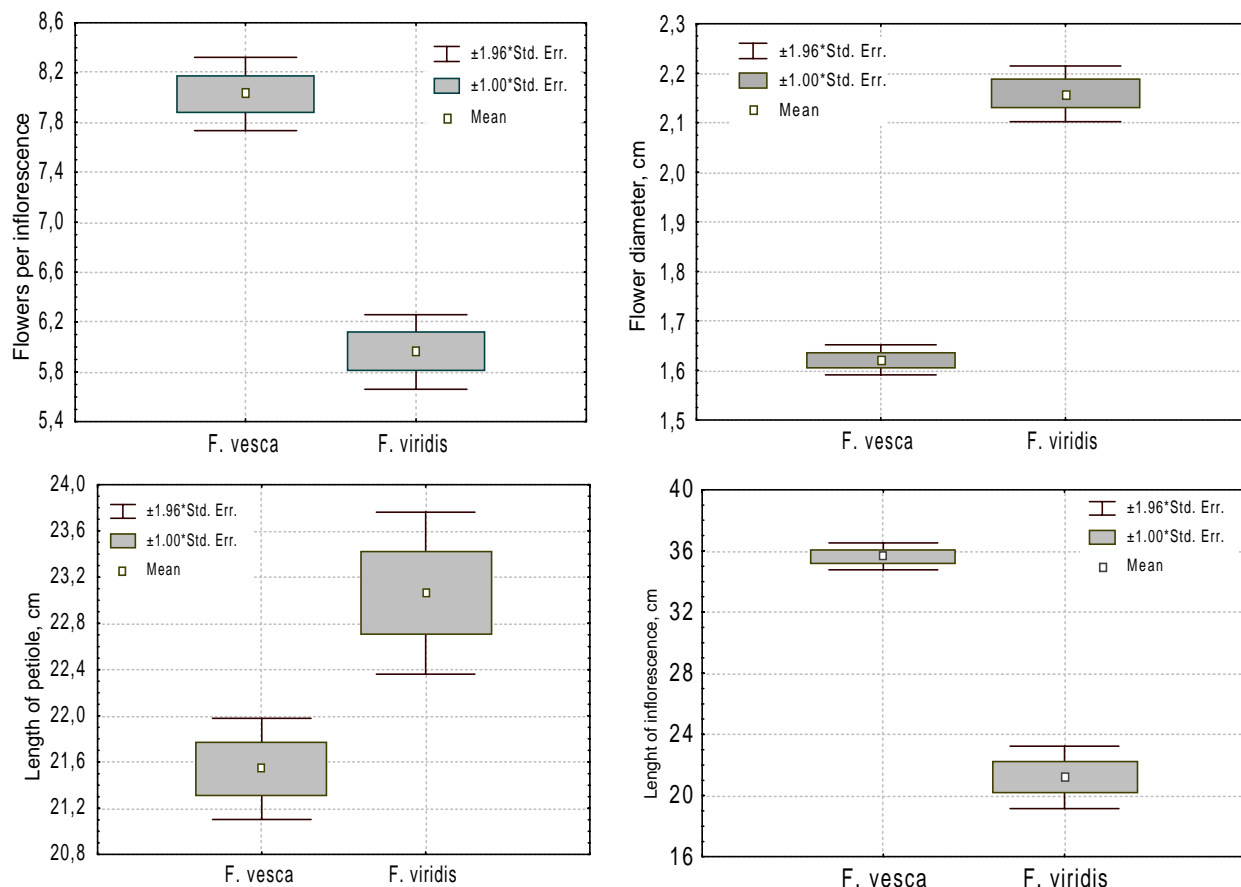 Flowers per inflorescence
8,6
8,2
7,8
7,4
7,0
6,6
6,2
5,8
5,4
±1.96*Std. Err.
±1.00*Std. Err.
Mean
F. vesca
F. viridis
Flower diameter, cm
2,3
2,2
2,1
2,0
1,9
1,8
1,7
1,6
1,5
±1.96*Std. Err.
±1.00*Std. Err.
Mean
F. vesca
F. viridis
Length of petiole, cm
24,0
23,6
23,2
22,8
22,4
22,0
21,6
21,2
20,8
±1.96*Std. Err.
±1.00*Std. Err.
Mean
F. vesca
F. viridis
Lenght of inflorescence, cm
40
36
32
28
24
20
16
±1.96*Std. Err.
±1.00*Std. Err.
Mean
F. vesca
F. viridis